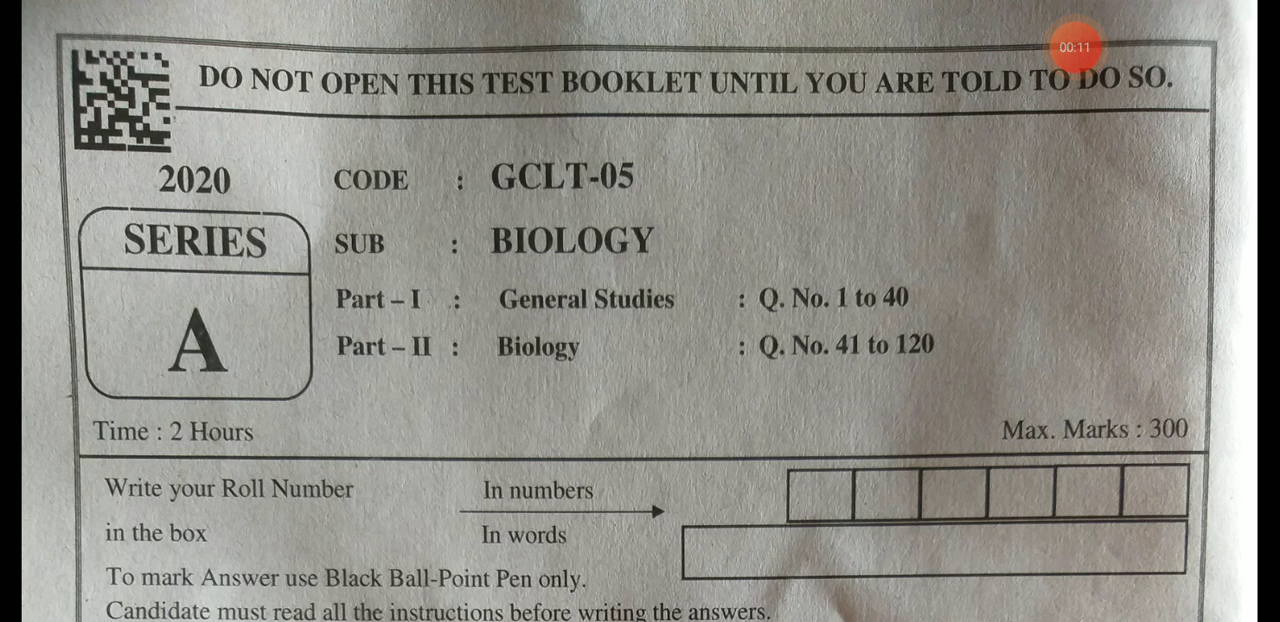 00:11
DO NOT OPEN THIS TEST BOOKLET UNTIL YOU ARE TOLD TO DO SO.
2020 CODE : GCLT-05
SERIES SUB : BIOLOGY
A
Part – I : General Studies : Q. No. 1 to 40
Part – II : Biology : Q. No. 41 to 120
Time : 2 Hours Max. Marks : 300
Write your Roll Number In numbers
in the box In words
To mark Answer use Black Ball-Point Pen only.
Candidate must read all the instructions before writing the answers.